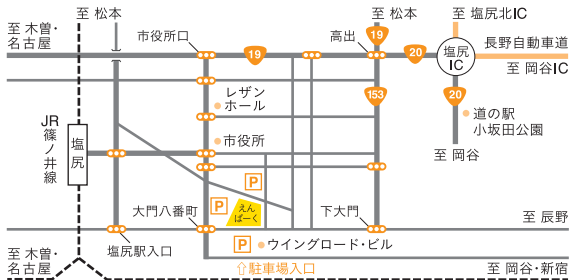 至 松本
至 松本
至 塩尻北IC
至 木曽・
名古屋
市役所口
19
高出
19
20
塩尻
IC
長野自動車道
至 岡谷IC
レザン
ホール
153
20
道の駅
小坂田公園
JR
篠ノ井線
塩尻
市役所
至 岡谷
P
P
えん
ぱーく
大門八番町
下大門
塩尻駅入口
P
ウイングロード・ビル
至 辰野
至 木曽・
名古屋
⇧駐車場入口
至 岡谷・新宿